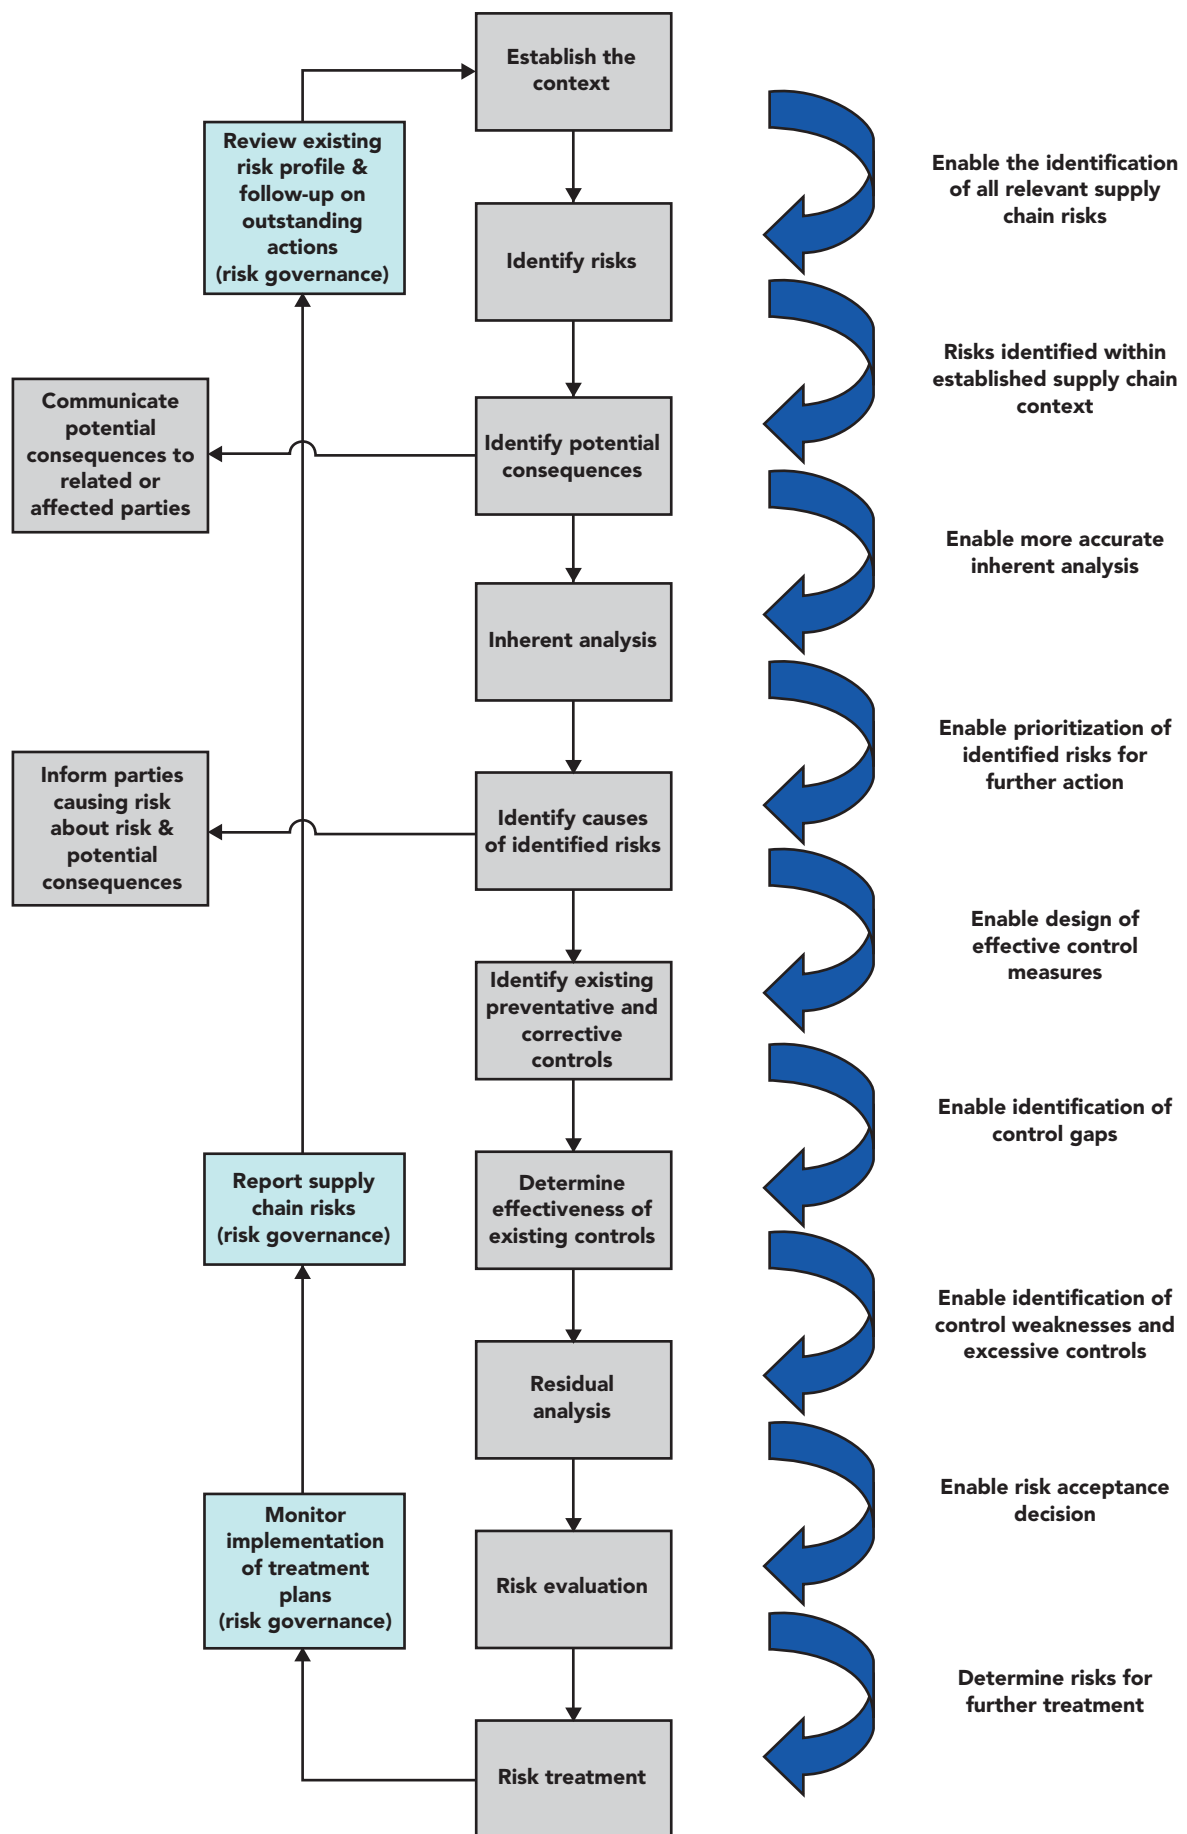 Establish the
context
Review existing
risk profile &
follow-up on
outstanding
actions
(risk governance)
Enable the identification
of all relevant supply
chain risks
Identify risks
Risks identified within
established supply chain
context
Communicate
potential
consequences to
related or
affected parties
Identify potential
consequences
Enable more accurate
inherent analysis
Inherent analysis
Enable prioritization of
identified risks for
further action
Inform parties
causing risk
about risk &
potential
consequences
Identify causes
of identified risks
Enable design of
effective control
measures
Identify existing
preventative and
corrective
controls
Enable identification of
control gaps
Report supply
chain risks
(risk governance)
Determine
effectiveness of
existing controls
Enable identification of
control weaknesses and
excessive controls
Residual
analysis
Enable risk acceptance
decision
Monitor
implementation
of treatment
plans
(risk governance)
Risk evaluation
Determine risks for
further treatment
Risk treatment